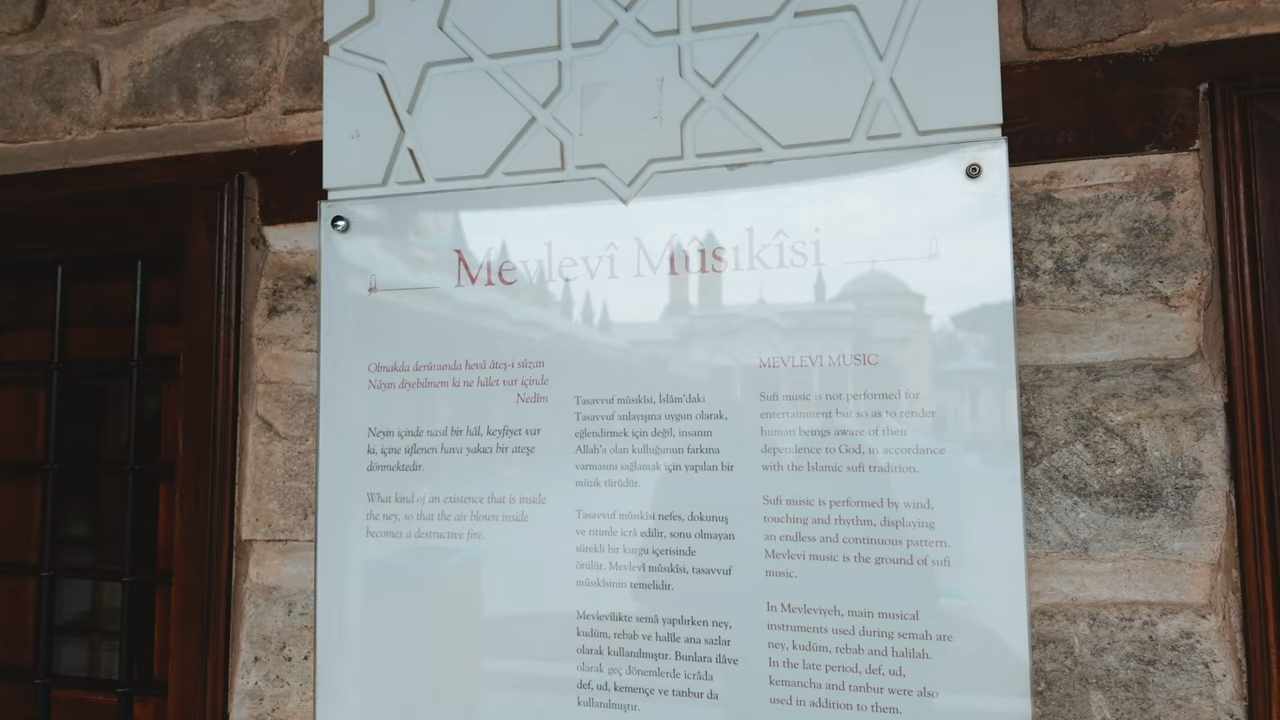 Mevlevî Mûsıkîsi
Olmakda derûnunda hevâ âteş-i sûzan
Nâyın diyebilmem ki ne hâlet var içinde
Nedîm
Neyin içinde nasıl bir hâl, keyfiyet var
ki, içine üflenen hava yakıcı bir ateşe
dönmektedir.
What kind of an existence that is inside
the ney, so that the air blown inside
becomes a destructive fire.
Tasavvuf mûsıkîsi, İslâm'daki
Tasavvuf anlayışına uygun olarak,
eğlendirmek için değil, insanın
Allah'a olan kulluğunun farkına
varmasını sağlamak için yapılan bir
müzik türüdür.
Tasavvuf mûsıkîsi nefes, dokunuş
ve ritimle icrâ edilir, sonu olmayan
sürekli bir kurgu içerisinde
örülür. Mevlevî mûsıkîsi, tasavvuf
mûsıkîsinin temelidir.
Mevlevîlikte semâ yapılırken ney,
kudüm, rebab ve halîle ana sazlar
olarak kullanılmıştır. Bunlara ilâve
olarak geç dönemlerde icrâda
def, ud, kemençe ve tanbur da
kullanılmıştır.
MEVLEVI MUSIC
Sufi music is not performed for
entertainment but so as to render
human beings aware of their
dependence to God, in accordance
with the Islamic sufi tradition.
Sufi music is performed by wind,
touching and rhythm, displaying
an endless and continuous pattern.
Mevlevi music is the ground of sufi
music.
In Mevleviyeh, main musical
instruments used during semah are
ney, kudüm, rebab and halilah.
In the late period, def, ud,
kemancha and tanbur were also
used in addition to them.